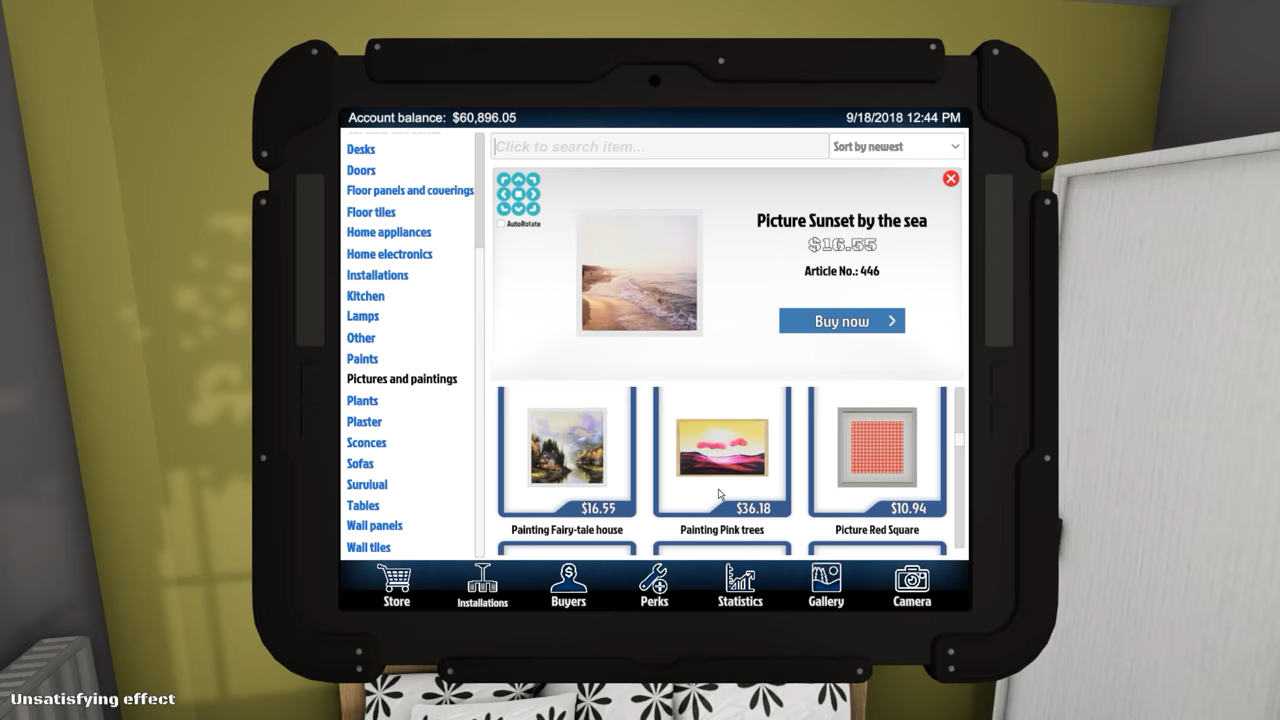 Account balance: $60,896.05
9/18/2018 12:44 PM
Desks
Doors
Floor panels and coverings
Floor tiles
Home appliances
Home electronics
Installations
Kitchen
Lamps
Other
Paints
Pictures and paintings
Plants
Plaster
Sconces
Sofas
Survival
Tables
Wall panels
Wall tiles
Click to search item...
Sort by newest
AutoRotate
Picture Sunset by the sea
$16.55
Article No.: 446
Buy now
$16.55
$36.18
$10.94
Painting Fairy-tale house
Painting Pink trees
Picture Red Square
Store
Installations
Buyers
Perks
Statistics
Gallery
Camera
Unsatisfying effect